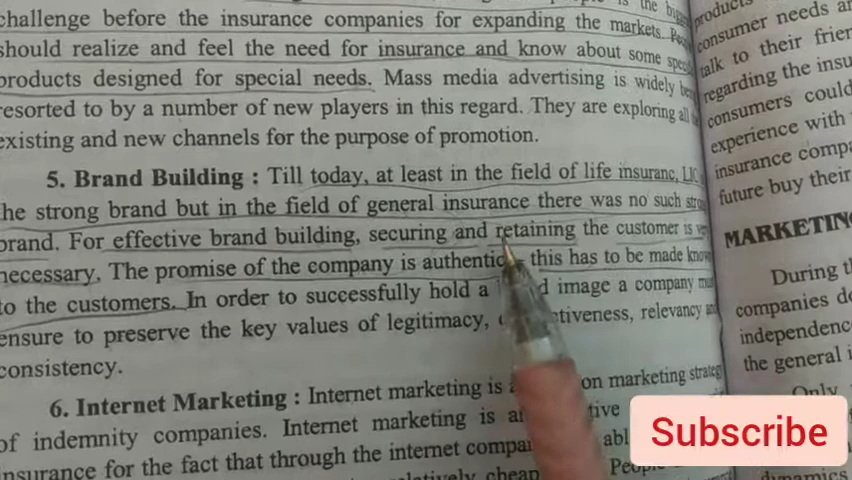 challenge before the insurance companies for expanding the markets.
should realize and feel the need for insurance and know about some
products designed for special needs. Mass media advertising is widely
resorted to by a number of new players in this regard. They are exploring all
existing and new channels for the purpose of promotion.
5. Brand Building : Till today, at least in the field of life insuranc, LIC
the strong brand but in the field of general insurance there was no such
brand. For effective brand building, securing and retaining the customer is
necessary. The promise of the company is authentic - this has to be made
to the customers. In order to successfully hold a image a company
ensure to preserve the key values of legitimacy, relevancy
consistency.
6. Internet Marketing : Internet marketing is marketing
of indemnity companies. Internet marketing is
insurance for the fact that through the internet
cheap
products
consumer needs
talk to their
regarding the
consumers could
experience with
insurance
future buy their
MARKETING
During
companies
independence
the general
Only
dynamics
Subscribe